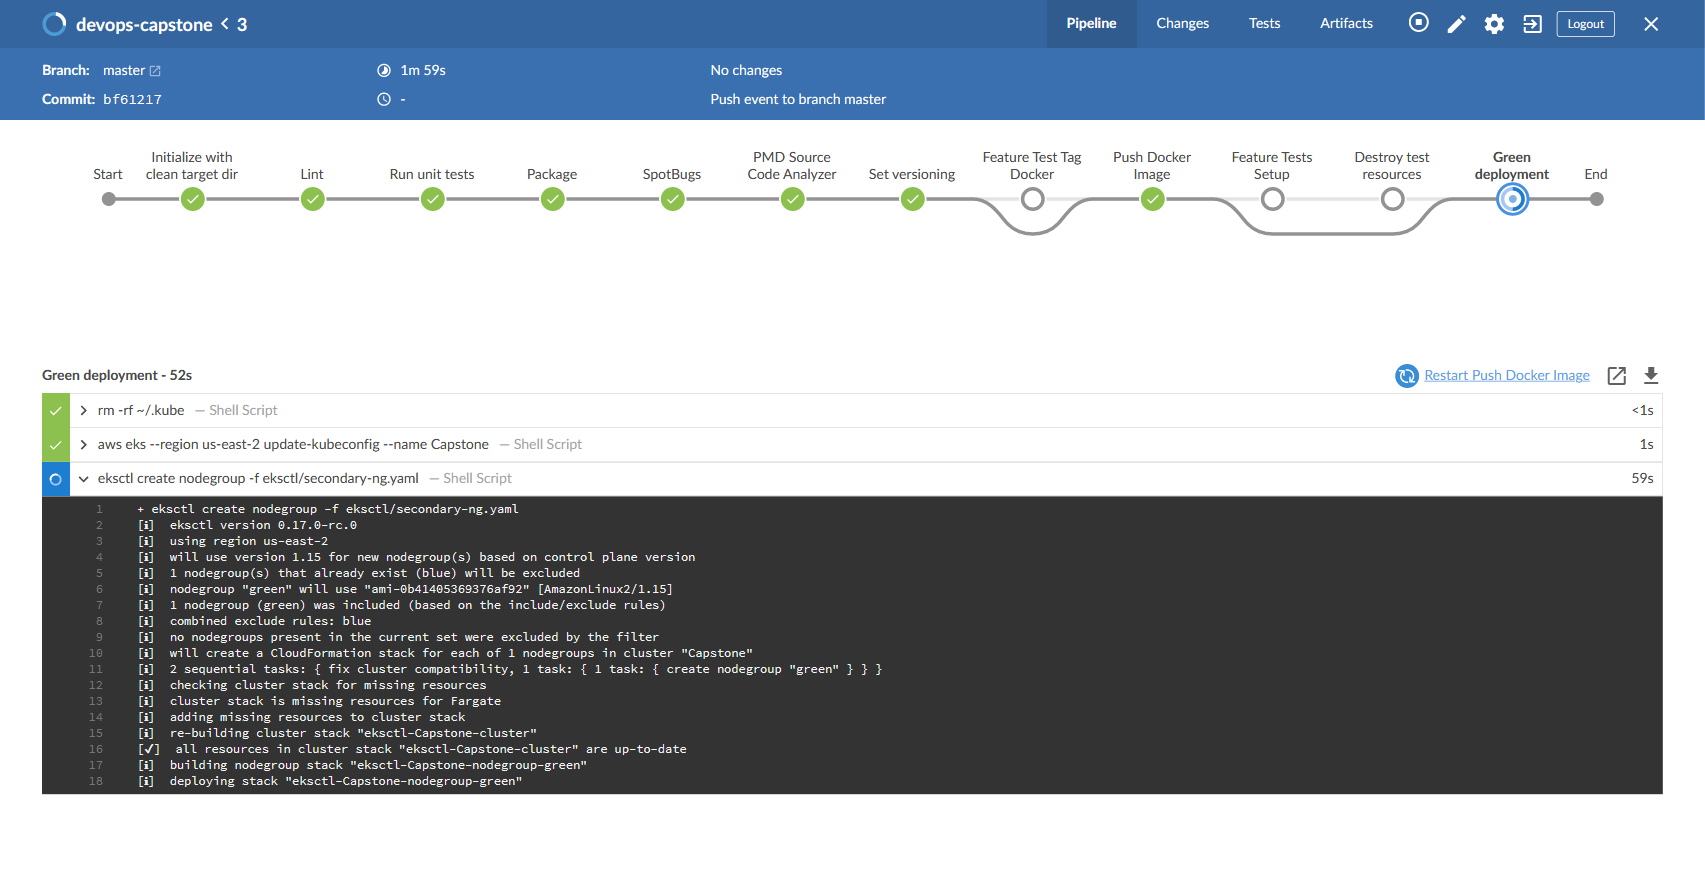 devops-capstone < 3
Pipeline Changes Tests Artifacts Logout
Branch: master 1m 59s No changes
Commit: bf61217 - Push event to branch master
Start
Initialize with
clean target dir
Lint
Run unit tests
Package
SpotBugs
PMD Source
Code Analyzer
Set versioning
Feature Test Tag
Docker
Push Docker
Image
Feature Tests
Setup
Destroy test
resources
Green
deployment
End
Green deployment - 52s Restart Push Docker Image
rm -rf ~/.kube — Shell Script <1s
aws eks --region us-east-2 update-kubeconfig --name Capstone — Shell Script 1s
eksctl create nodegroup -f eksctl/secondary-ng.yaml — Shell Script 59s
1 + eksctl create nodegroup -f eksctl/secondary-ng.yaml
2 [ℹ] eksctl version 0.17.0-rc.0
3 [ℹ] using region us-east-2
4 [ℹ] will use version 1.15 for new nodegroup(s) based on control plane version
5 [ℹ] 1 nodegroup(s) that already exist (blue) will be excluded
6 [ℹ] nodegroup "green" will use "ami-0b41405369376af92" [AmazonLinux2/1.15]
7 [ℹ] 1 nodegroup (green) was included (based on the include/exclude rules)
8 [ℹ] combined exclude rules: blue
9 [ℹ] no nodegroups present in the current set were excluded by the filter
10 [ℹ] will create a CloudFormation stack for each of 1 nodegroups in cluster "Capstone"
11 [ℹ] 2 sequential tasks: { fix cluster compatibility, 1 task: { 1 task: { create nodegroup "green" } } }
12 [ℹ] checking cluster stack for missing resources
13 [ℹ] cluster stack is missing resources for Fargate
14 [ℹ] adding missing resources to cluster stack
15 [ℹ] re-building cluster stack "eksctl-Capstone-cluster"
16 [✔] all resources in cluster stack "eksctl-Capstone-cluster" are up-to-date
17 [ℹ] building nodegroup stack "eksctl-Capstone-nodegroup-green"
18 [ℹ] deploying stack "eksctl-Capstone-nodegroup-green"